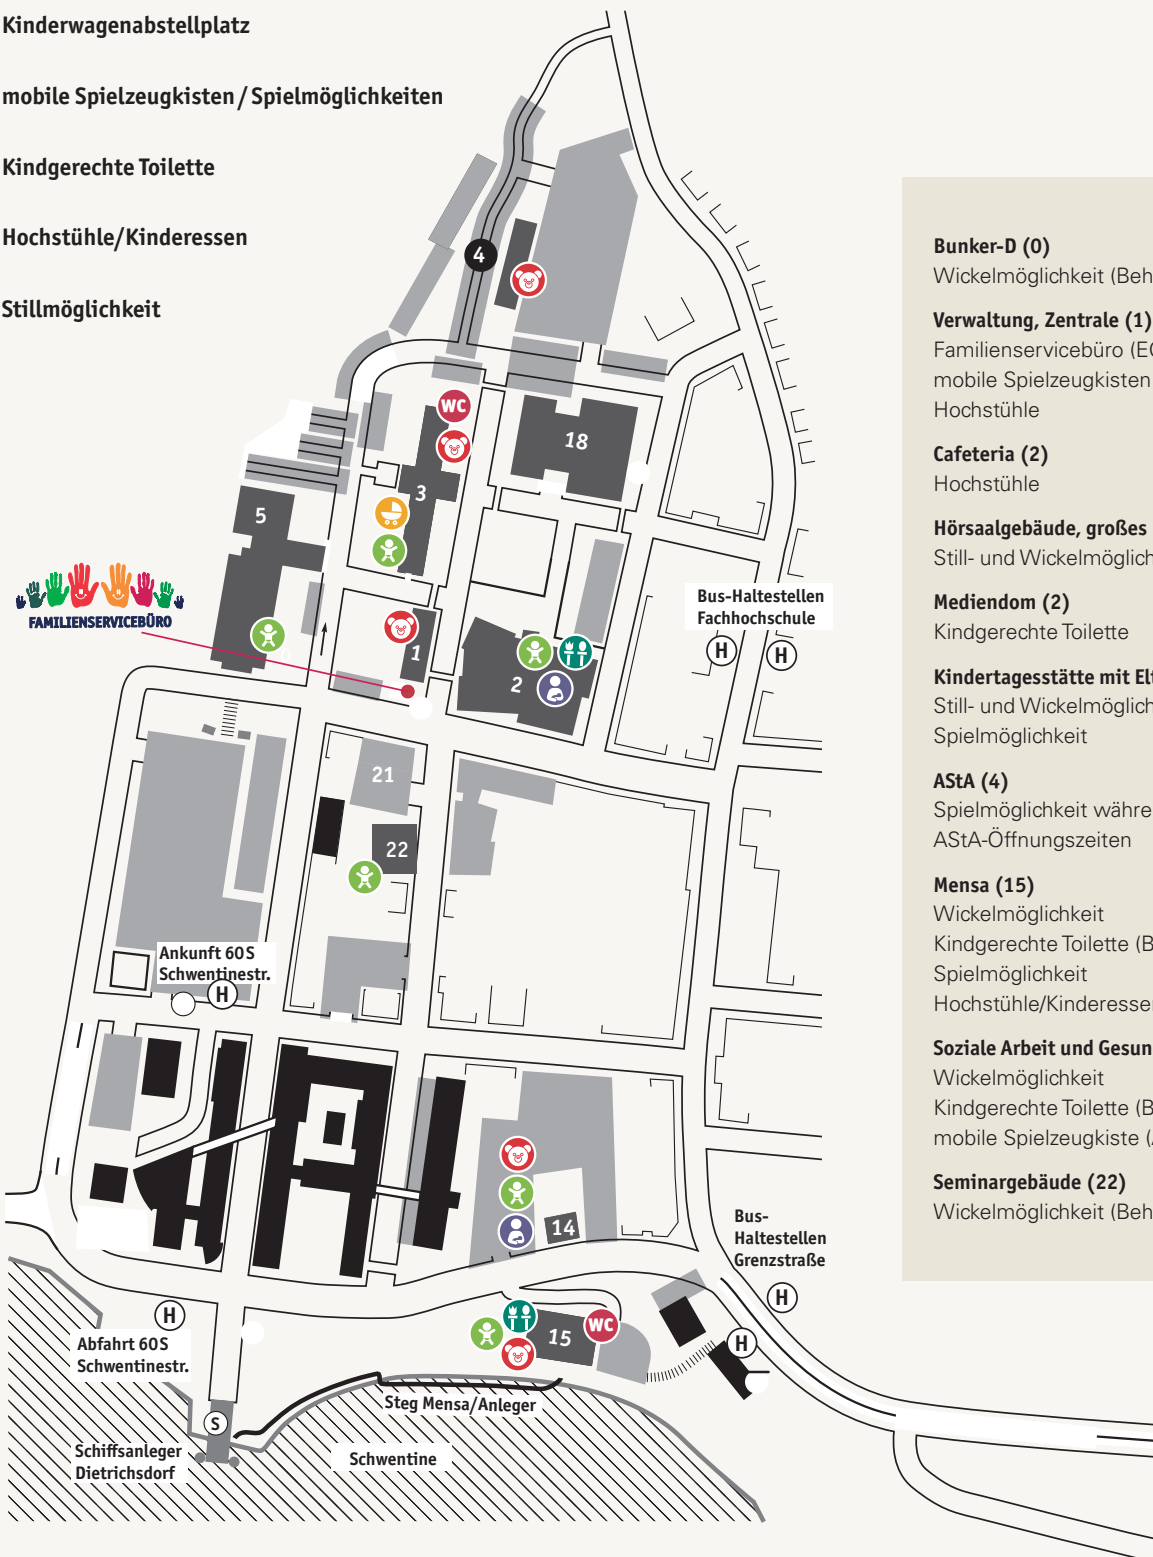 Kinderwagenabstellplatz
mobile Spielzeugkisten / Spielmöglichkeiten
Kindgerechte Toilette
Hochstühle/Kinderessen
Stillmöglichkeit
4
WC
18
3
5
FAMILIENSERVICEBÜRO
0
1
2
Bus-Haltestellen
Fachhochschule
H
H
21
22
Ankunft 60S
Schwentinestr.
H
14
Bus-
Haltestellen
Grenzstraße
H
H
H
Abfahrt 60S
Schwentinestr.
15
WC
Steg Mensa/Anleger
S
Schiffsanleger
Dietrichsdorf
Schwentine
Bunker-D (0)
Wickelmöglichkeit (Beh
Verwaltung, Zentrale (1)
Familienservicebüro (EG
mobile Spielzeugkisten
Hochstühle
Cafeteria (2)
Hochstühle
Hörsaalgebäude, großes
Still- und Wickelmöglich
Mediendom (2)
Kindgerechte Toilette
Kindertagesstätte mit Elt
Still- und Wickelmöglich
Spielmöglichkeit
AStA (4)
Spielmöglichkeit währe
AStA-Öffnungszeiten
Mensa (15)
Wickelmöglichkeit
Kindgerechte Toilette (B
Spielmöglichkeit
Hochstühle/Kinderessen
Soziale Arbeit und Gesun
Wickelmöglichkeit
Kindgerechte Toilette (B
mobile Spielzeugkiste (
Seminargebäude (22)
Wickelmöglichkeit (Beh